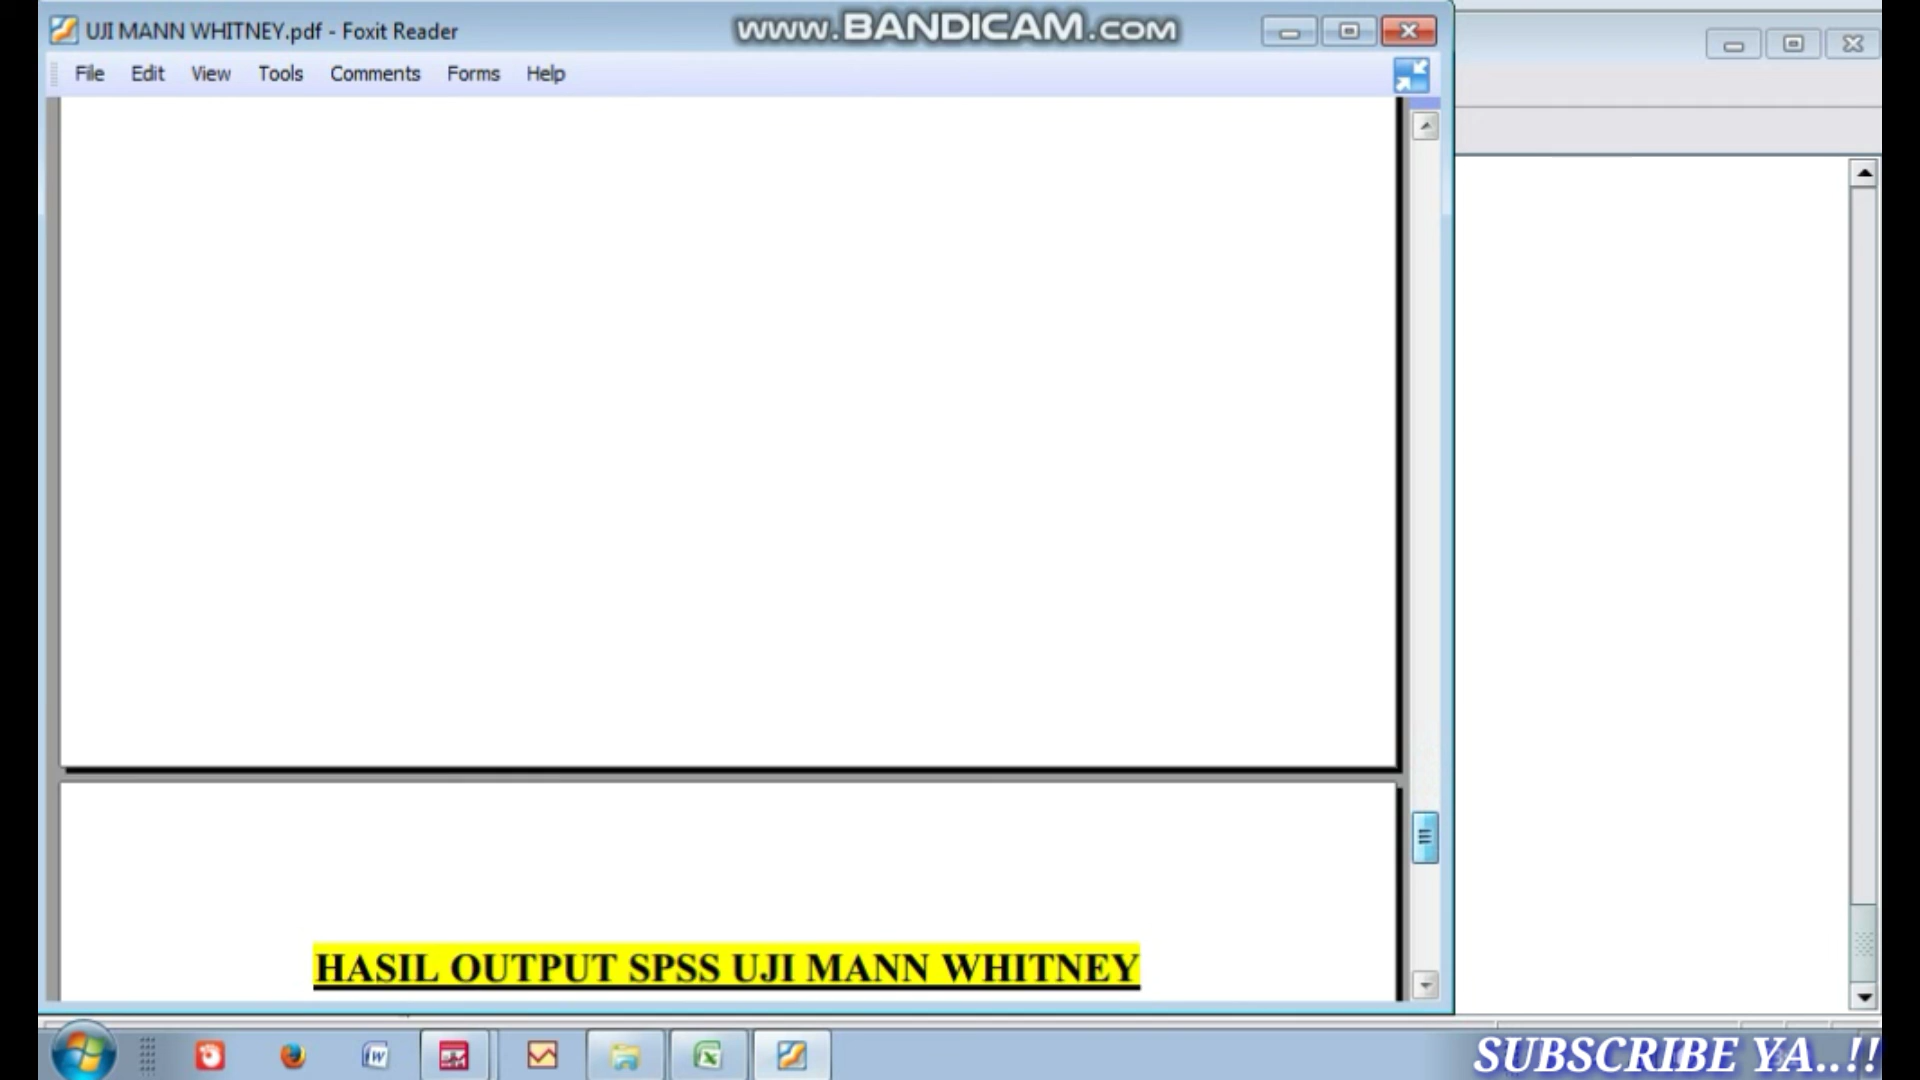 UJI MANN WHITNEY.pdf - Foxit Reader
www.BANDICAM.com
File Edit View Tools Comments Forms Help
HASIL OUTPUT SPSS UJI MANN WHITNEY
SUBSCRIBE YA..!!